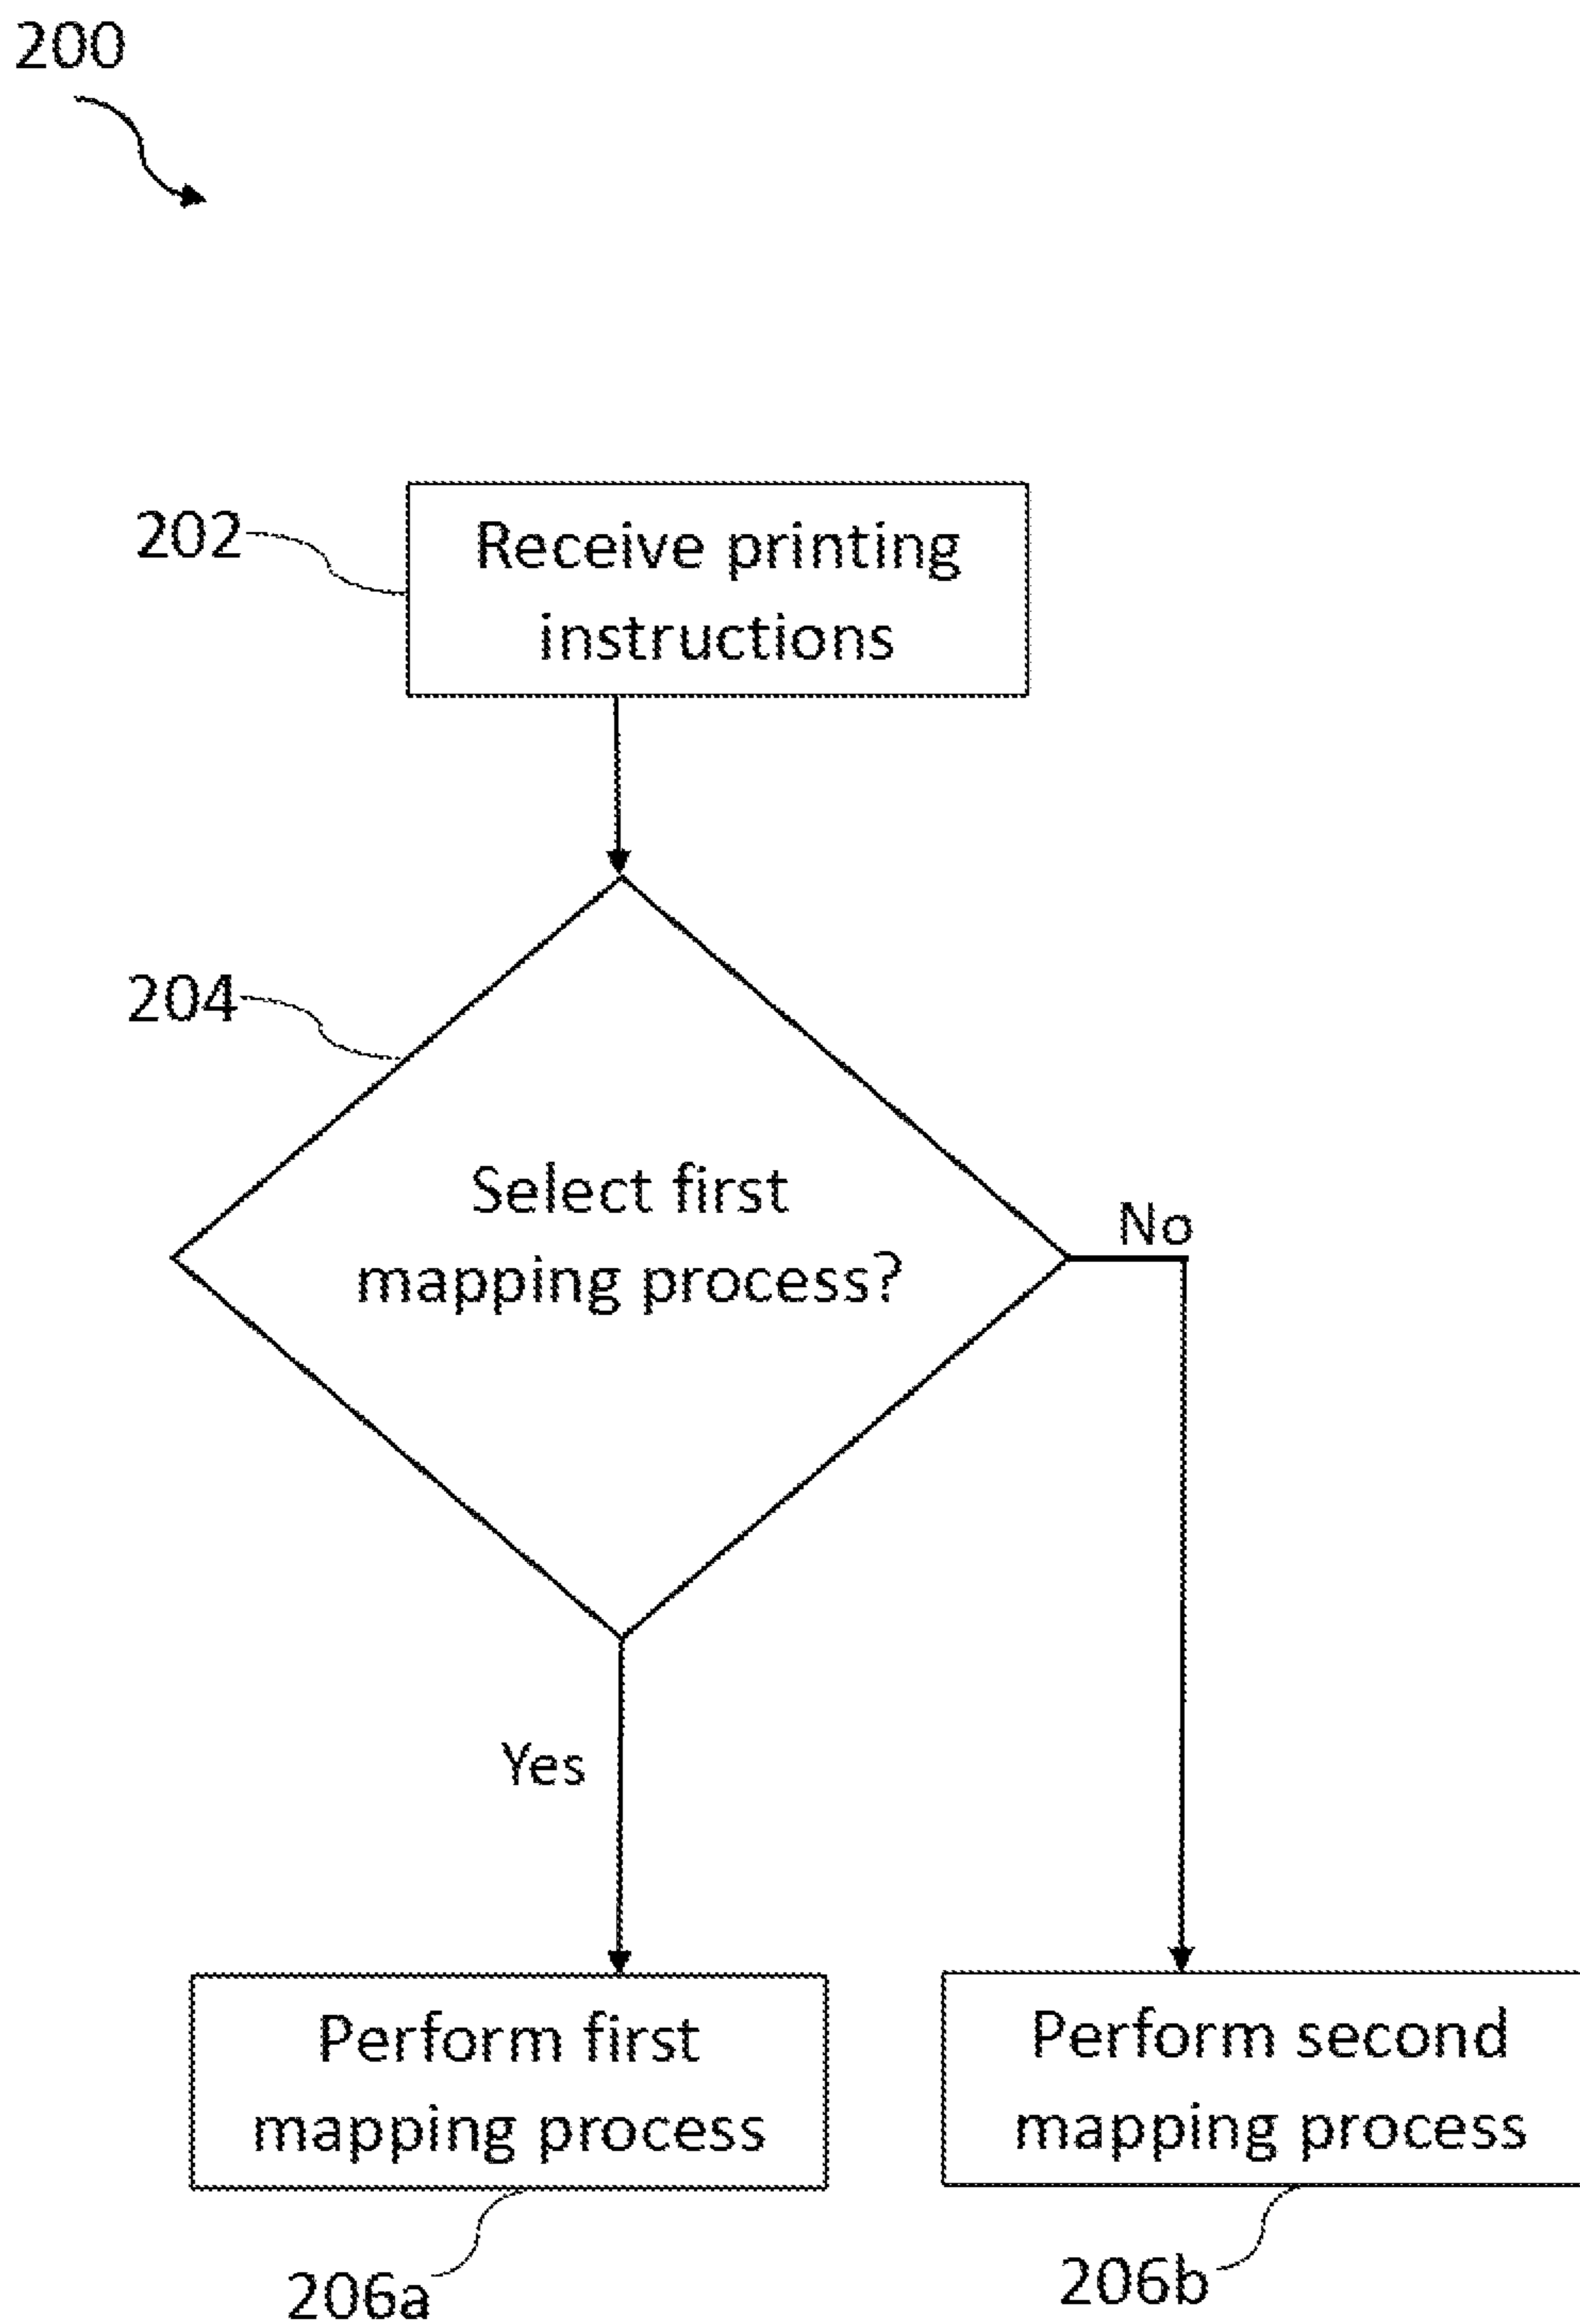 200
202
Receive printing
instructions
204
Select first
mapping process?
No
Yes
Perform first
mapping process
Perform second
mapping process
206a
206b